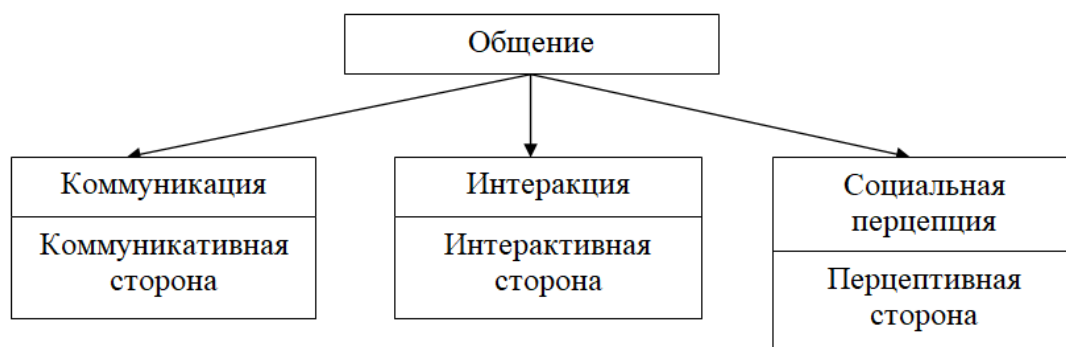 Общение
Коммуникация
Коммуникативная
сторона
Интеракция
Интерактивная
сторона
Социальная
перцепция
Перцептивная
сторона